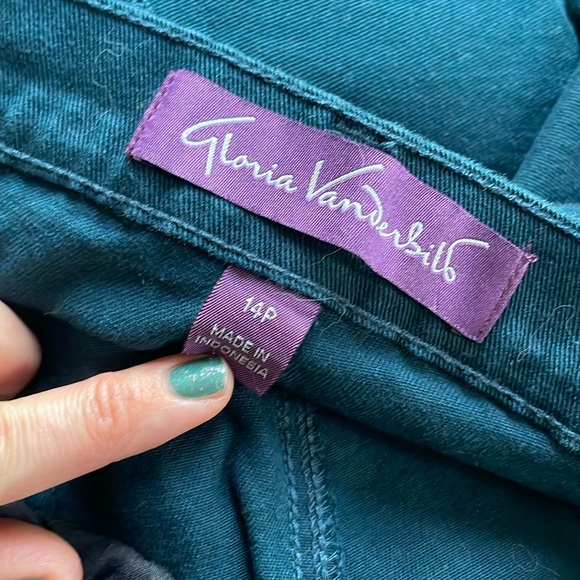 Gloria Vanderbilt
14P
MADE IN
INDONESIA